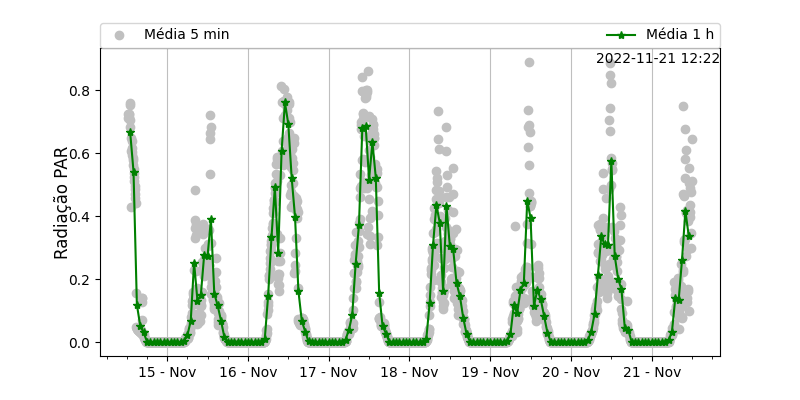 Média 5 min Média 1 h
2022-11-21 12:22
Radiação PAR
0.8
0.6
0.4
0.2
0.0
15 - Nov 16 - Nov 17 - Nov 18 - Nov 19 - Nov 20 - Nov 21 - Nov